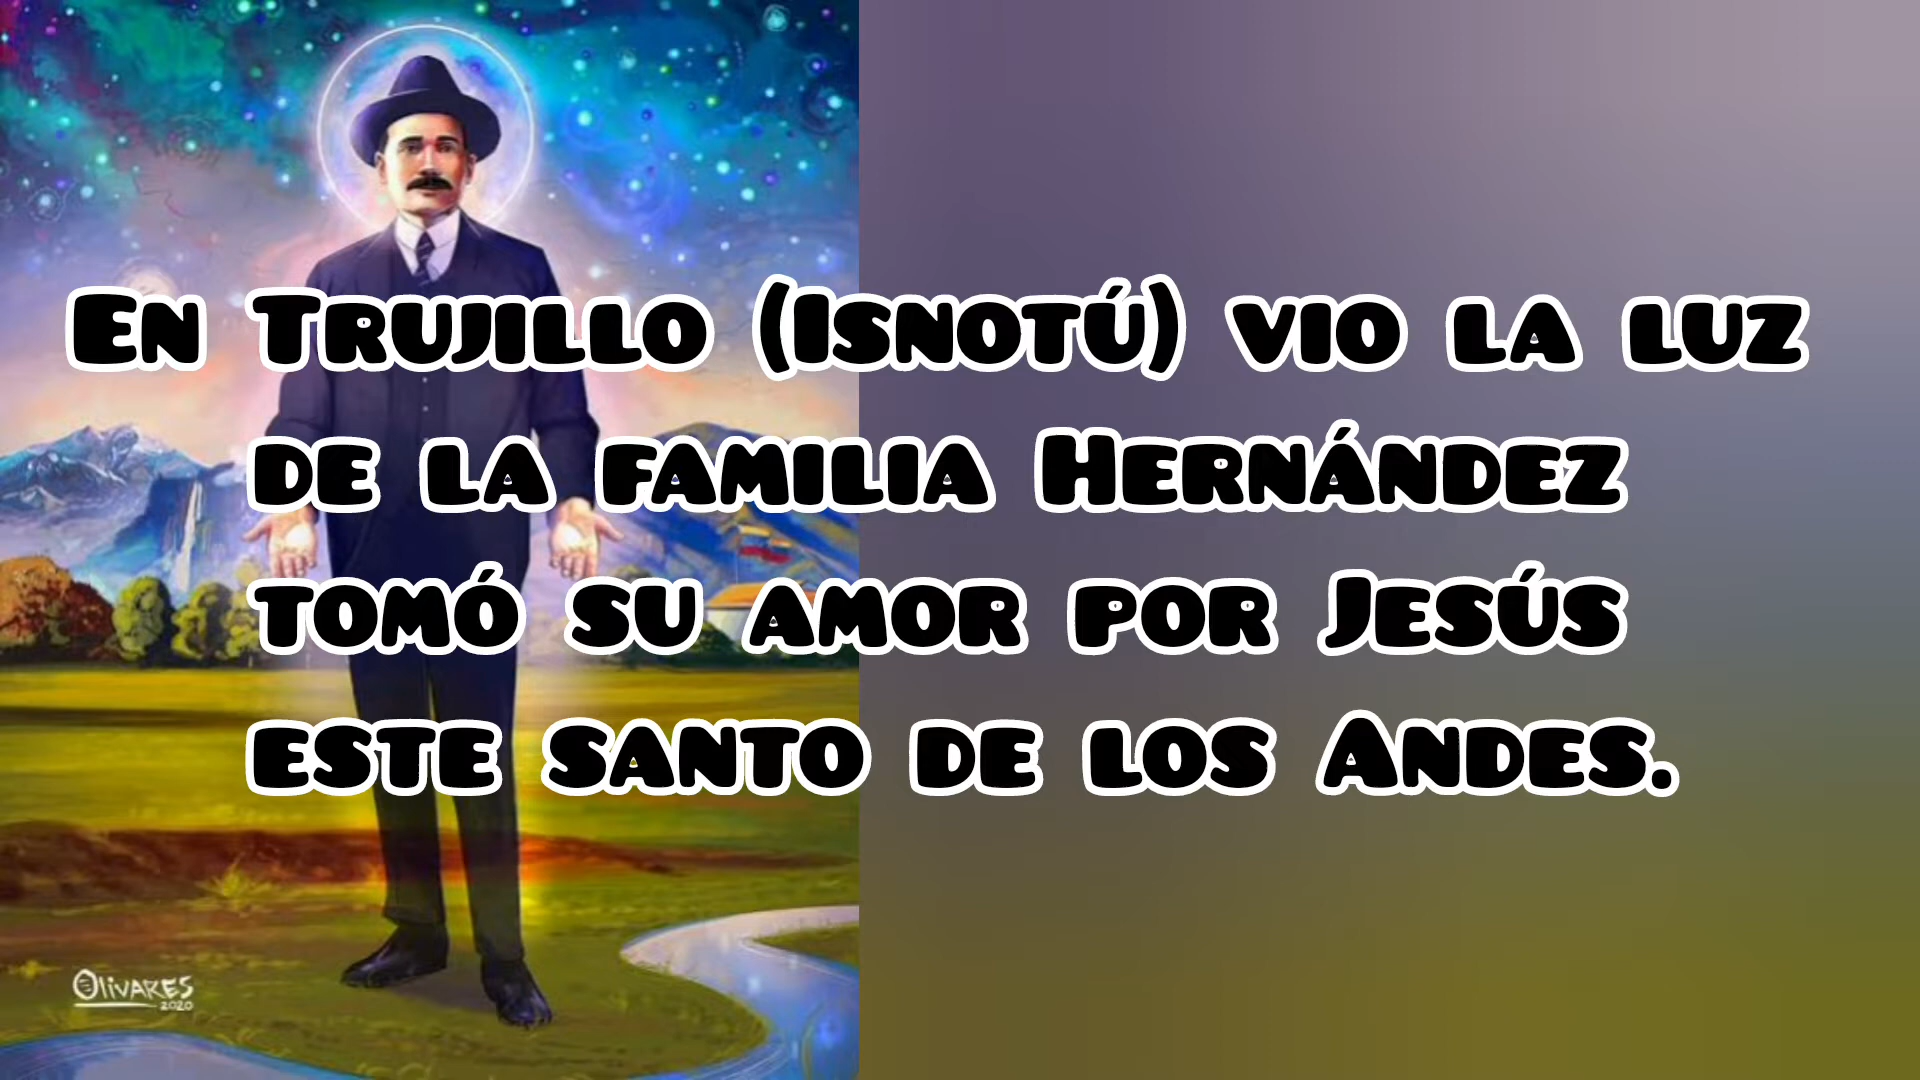 En Trujillo (Isnotú) vio la luz
de la familia Hernández
tomó su amor por Jesús
este santo de los Andes.
Olivares
2020